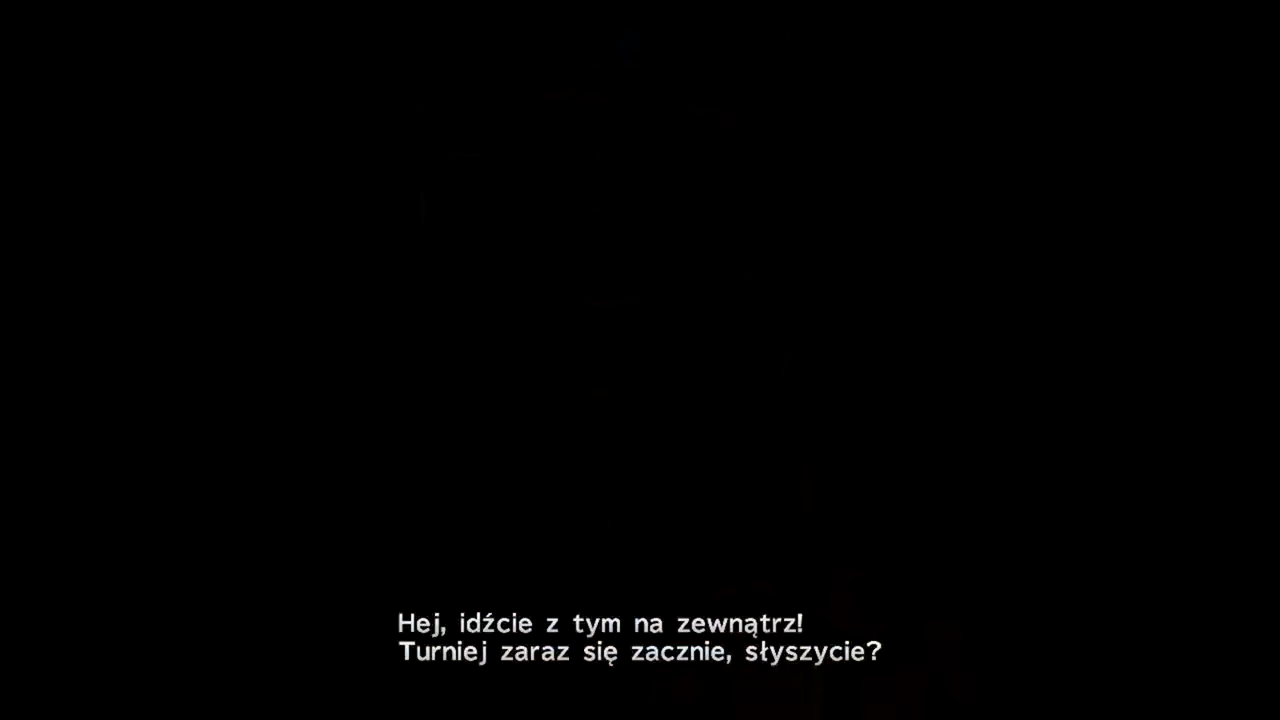 Hej, idźcie z tym na zewnątrz!
Turniej zaraz się zacznie, słyszycie?